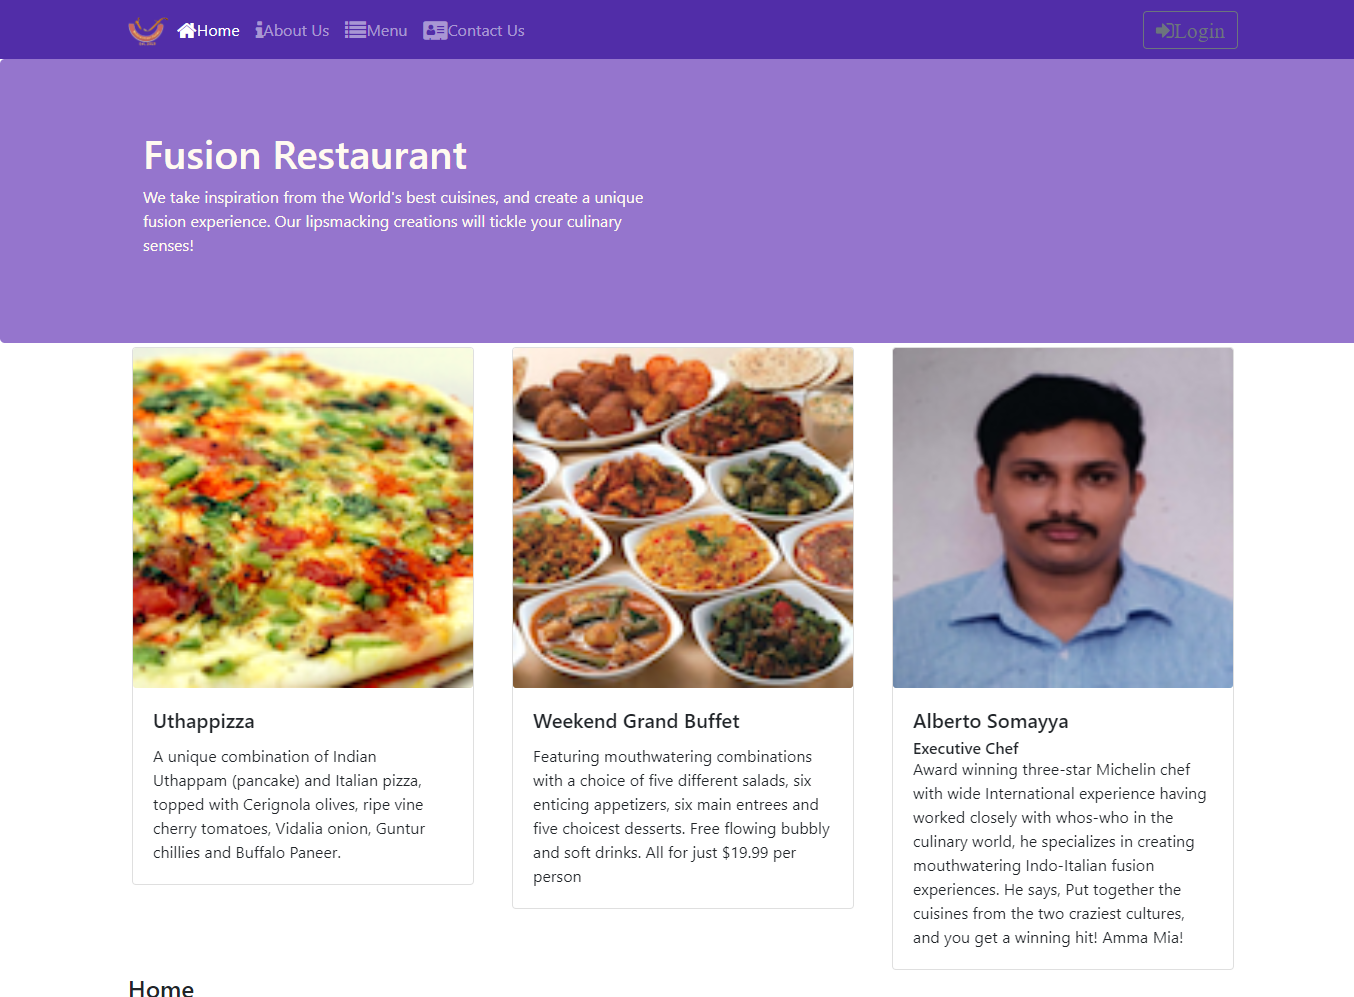 Home About Us Menu Contact Us Login
Fusion Restaurant
We take inspiration from the World's best cuisines, and create a unique
fusion experience. Our lipsmacking creations will tickle your culinary
senses!
Uthappizza
A unique combination of Indian
Uthappam (pancake) and Italian pizza,
topped with Cerignola olives, ripe vine
cherry tomatoes, Vidalia onion, Guntur
chillies and Buffalo Paneer.
Weekend Grand Buffet
Featuring mouthwatering combinations
with a choice of five different salads, six
enticing appetizers, six main entrees and
five choicest desserts. Free flowing bubbly
and soft drinks. All for just $19.99 per
person
Alberto Somayya
Executive Chef
Award winning three-star Michelin chef
with wide International experience having
worked closely with whos-who in the
culinary world, he specializes in creating
mouthwatering Indo-Italian fusion
experiences. He says, Put together the
cuisines from the two craziest cultures,
and you get a winning hit! Amma Mia!
Home